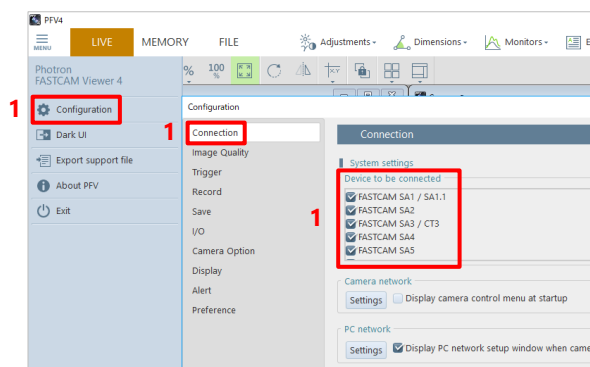 PFV4
MENU
LIVE
MEMORY
FILE
Adjustments
Dimensions
Monitors
Photron
FASTCAM Viewer 4
%
100
%
XY
1
Configuration
Dark UI
Export support file
About PFV
Exit
Configuration
1
Connection
Image Quality
Trigger
Record
Save
I/O
Camera Option
Display
Alert
Preference
Connection
System settings
Device to be connected
1
FASTCAM SA1 / SA1.1
FASTCAM SA2
FASTCAM SA3 / CT3
FASTCAM SA4
FASTCAM SA5
Camera network
Settings
Display camera control menu at startup
PC network
Settings
Display PC network setup window when came